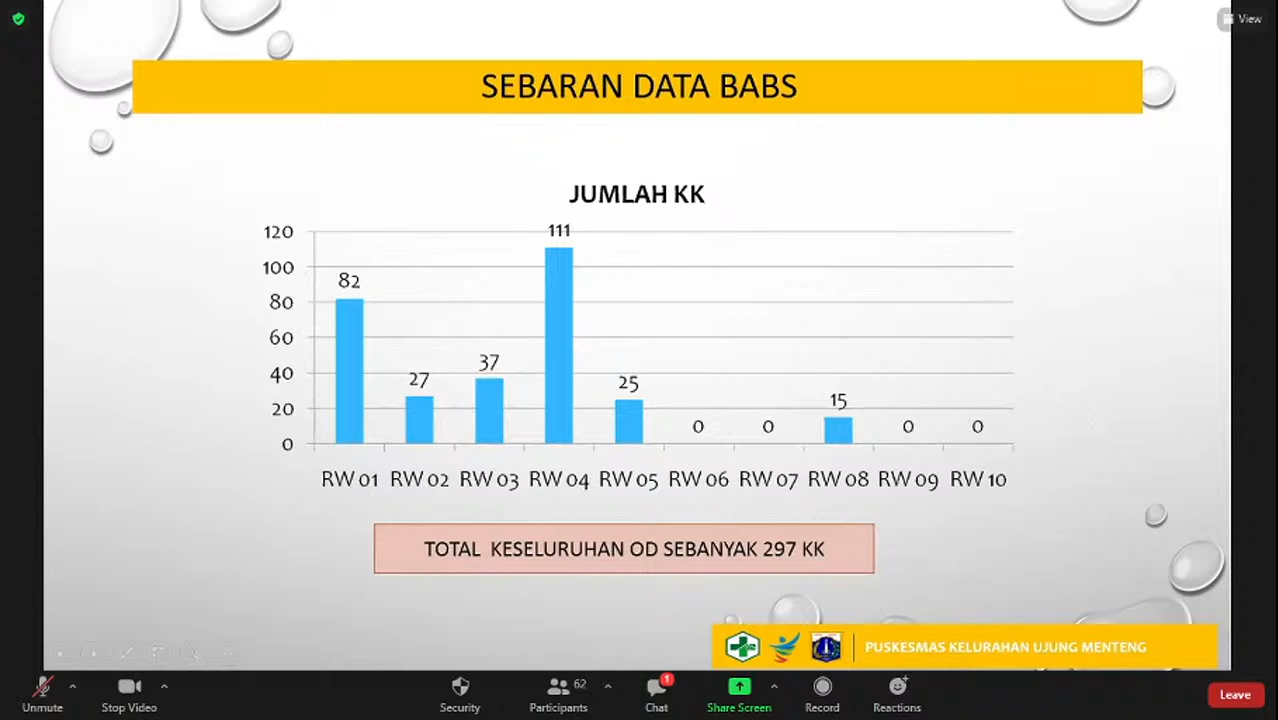 View
SEBARAN DATA BABS
JUMLAH KK
120
100
80
60
40
20
0
82
27
37
111
25
0
0
15
0
0
RW 01 RW 02 RW 03 RW 04 RW 05 RW 06 RW 07 RW 08 RW 09 RW 10
TOTAL KESELURUHAN OD SEBANYAK 297 KK
PUSKESMAS KELURAHAN UJUNG MENTENG
Unmute
Stop Video
Security
62
Participants
1
Chat
Share Screen
Record
Reactions
Leave